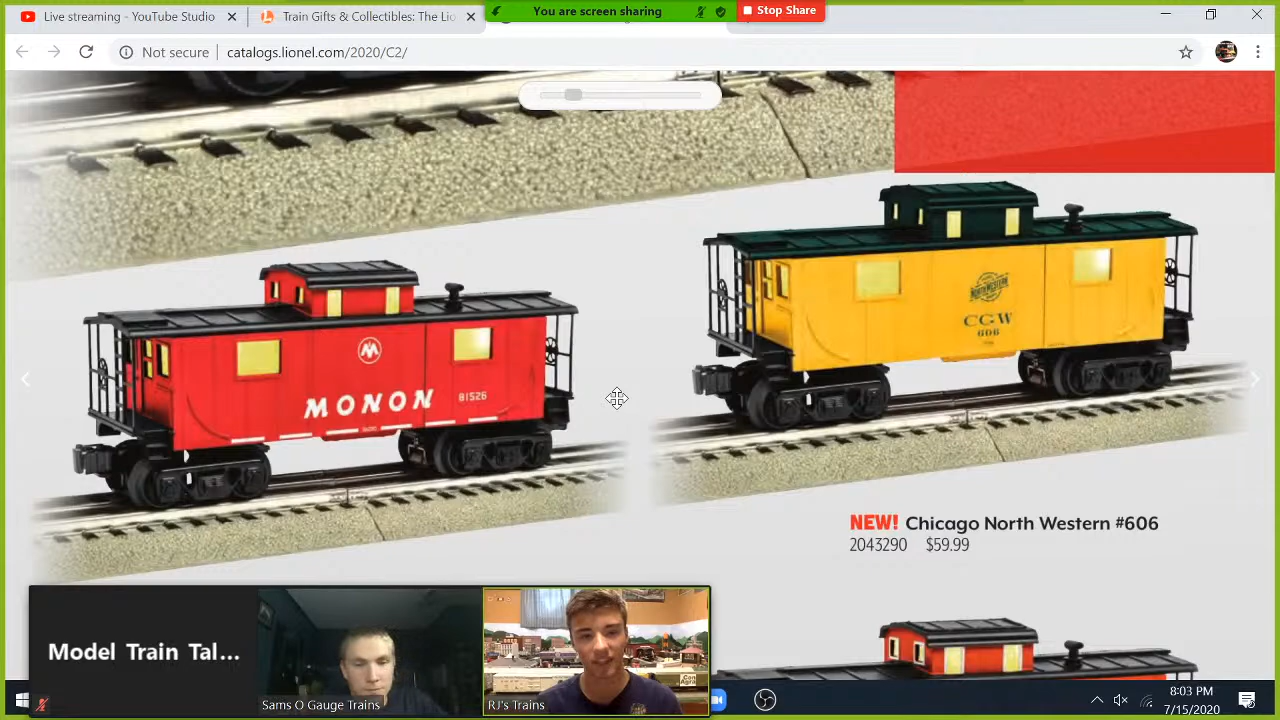 Live streaming - YouTube Studio
Train Gifts & Collectibles: The Lio
You are screen sharing
Stop Share
Not secure
catalogs.lionel.com/2020/C2/
NORTH WESTERN
CGW
606
M
MONON
81526
NEW! Chicago North Western #606
2043290 $59.99
Model Train Tal...
Sams O Gauge Trains
RJ's Trains
ConAgra
8:03 PM
7/15/2020